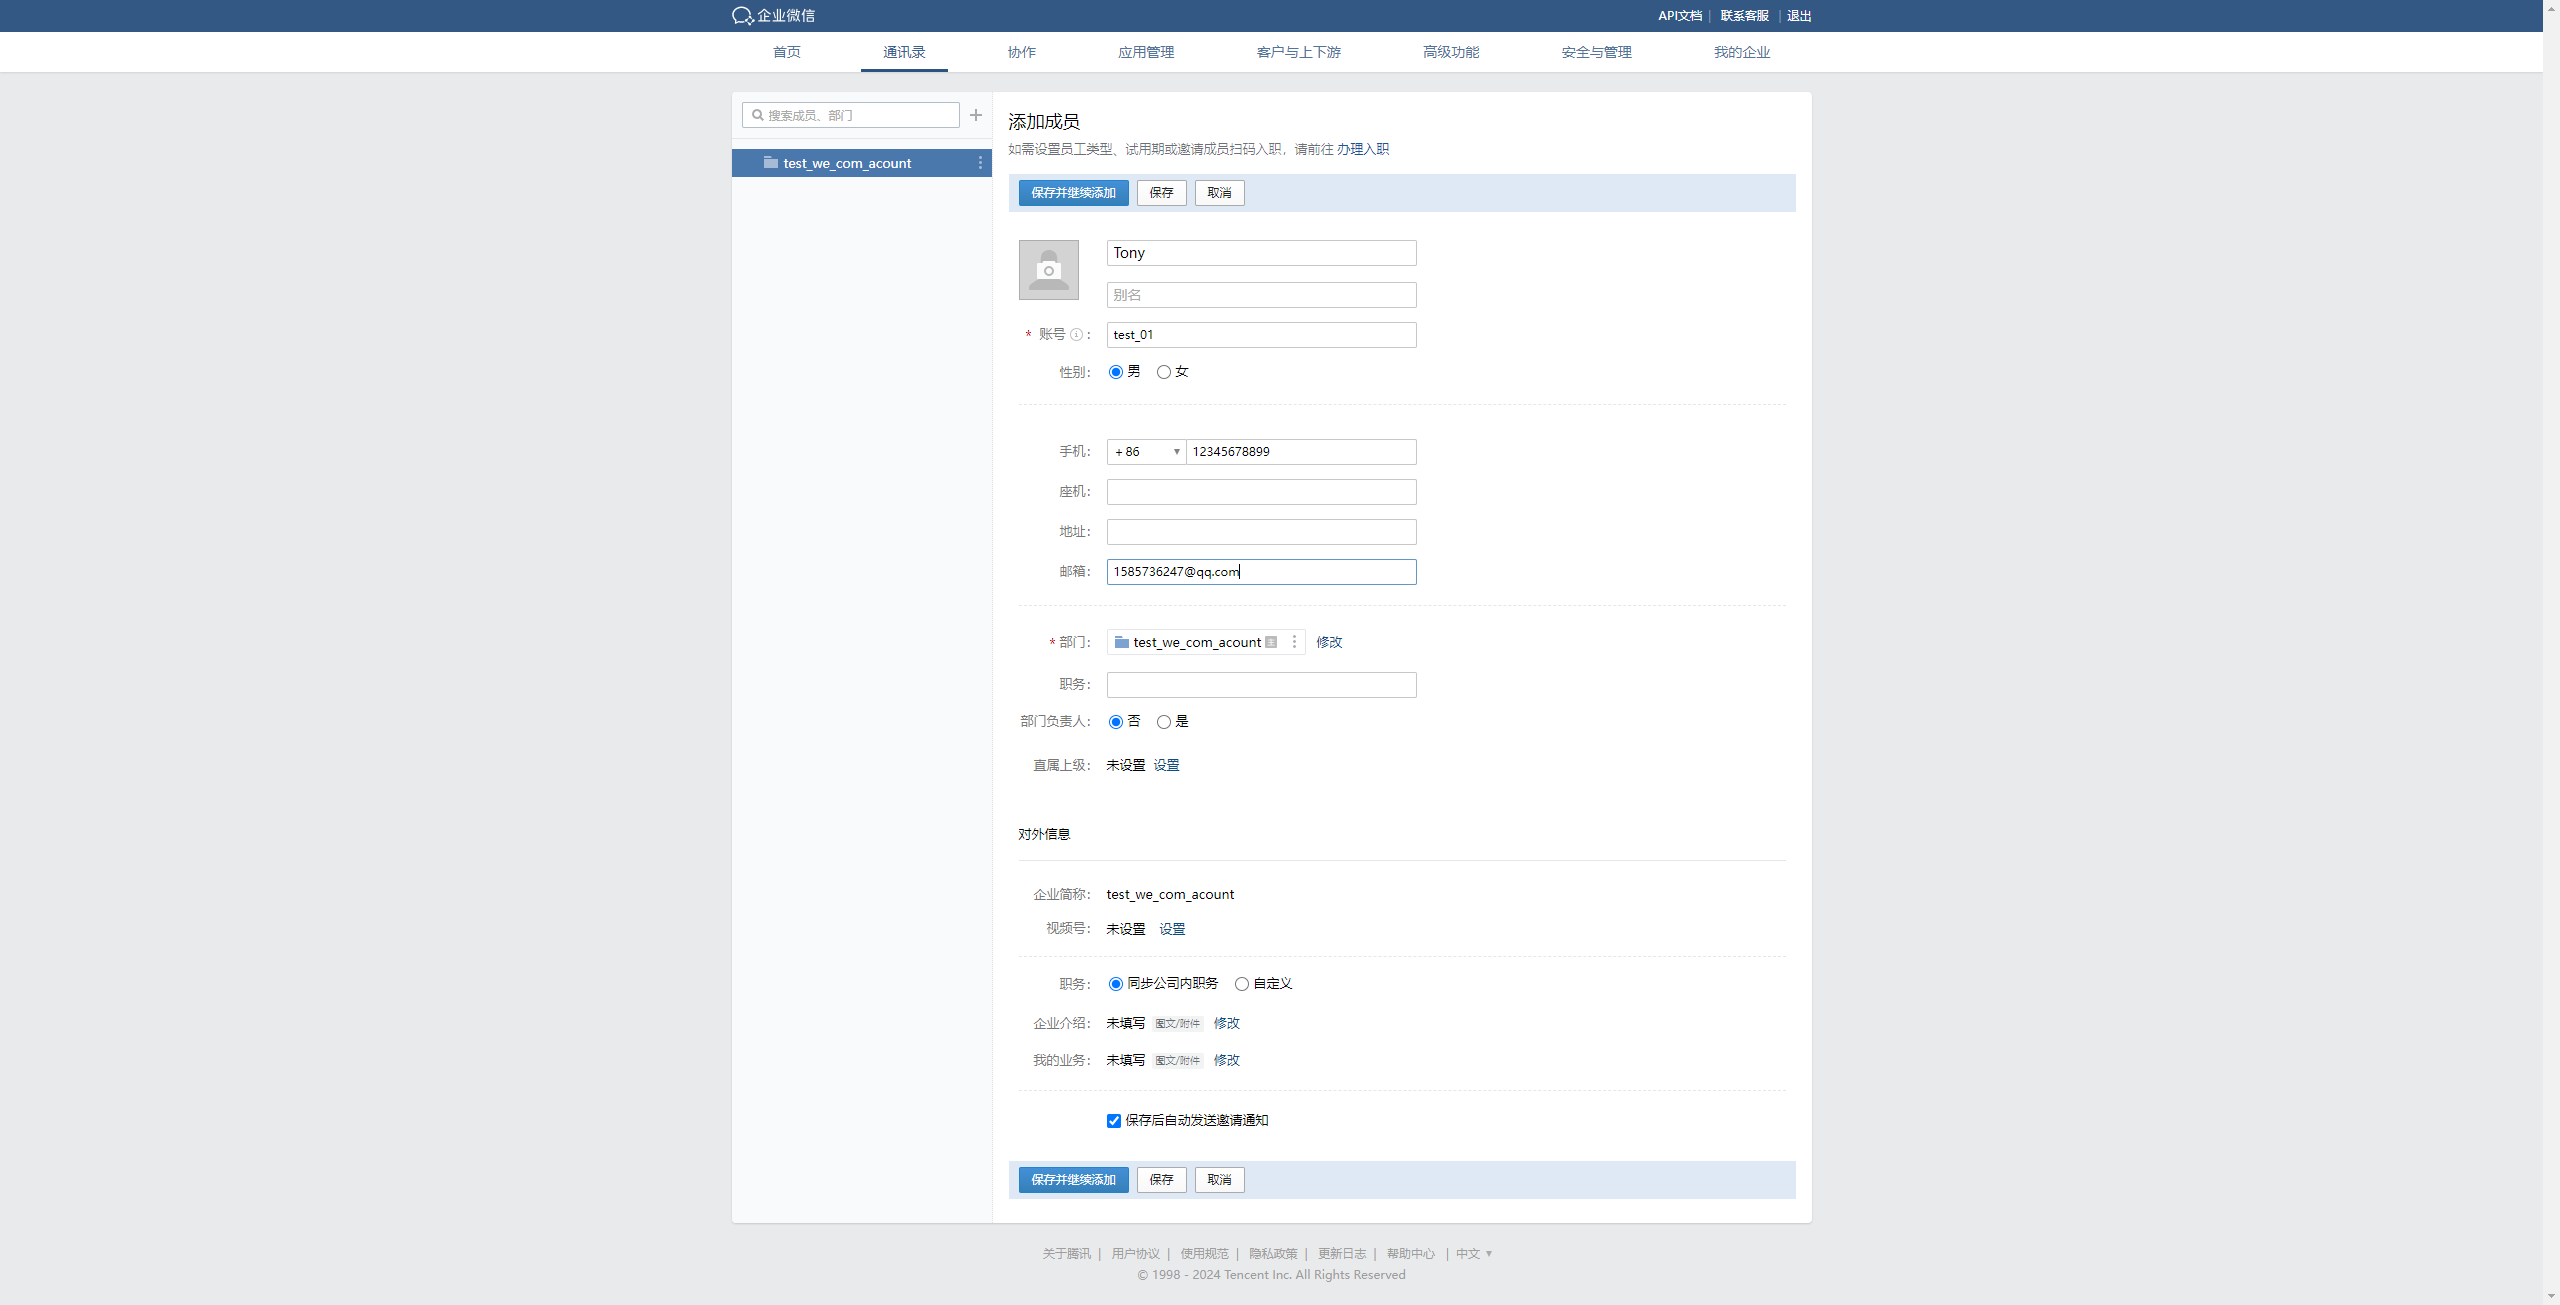 企业微信
API文档 | 联系客服 | 退出
首页 通讯录 协作 应用管理 客户与上下游 高级功能 安全与管理 我的企业
搜索成员、部门
test_we_com_acount
添加成员
如需设置员工类型、试用期或邀请成员扫码入职，请前往 办理入职
保存并继续添加 保存 取消
Tony
别名
* 账号 : test_01
性别: 男 女
手机: +86 12345678899
座机:
地址:
邮箱: 1585736247@qq.com
* 部门: test_we_com_acount 主 修改
职务:
部门负责人: 否 是
直属上级: 未设置 设置
对外信息
企业简称: test_we_com_acount
视频号: 未设置 设置
职务: 同步公司内职务 自定义
企业介绍: 未填写 图文/附件 修改
我的业务: 未填写 图文/附件 修改
保存后自动发送邀请通知
保存并继续添加 保存 取消
关于腾讯 | 用户协议 | 使用规范 | 隐私政策 | 更新日志 | 帮助中心 | 中文
© 1998 - 2024 Tencent Inc. All Rights Reserved